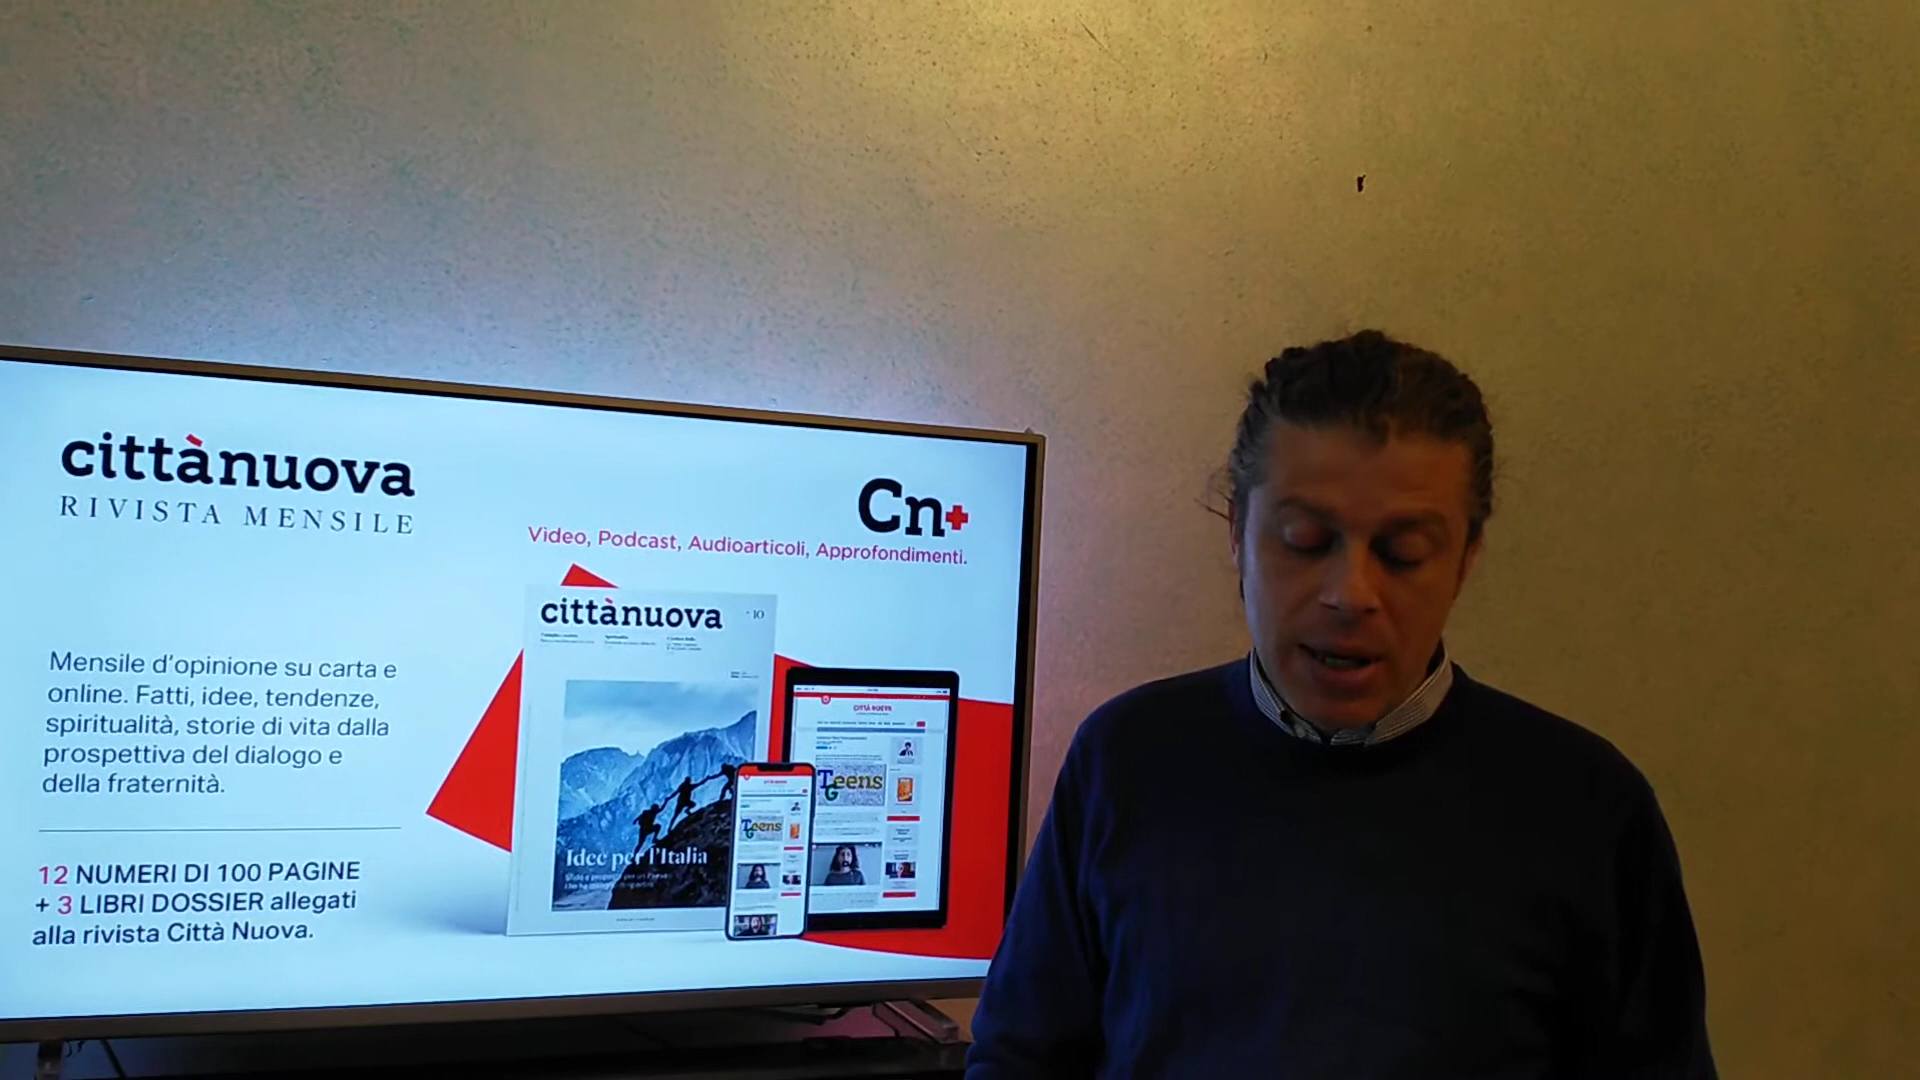 cittànuova
RIVISTA MENSILE
Cn+
Video, Podcast, Audioarticoli, Approfondimenti.
Mensile d'opinione su carta e
online. Fatti, idee, tendenze,
spiritualità, storie di vita dalla
prospettiva del dialogo e
della fraternità.
12 NUMERI DI 100 PAGINE
+ 3 LIBRI DOSSIER allegati
alla rivista Città Nuova.
cittànuova
10
Idee per l'Italia
CITTÀ NUOVA
Teens
G
Teens
G